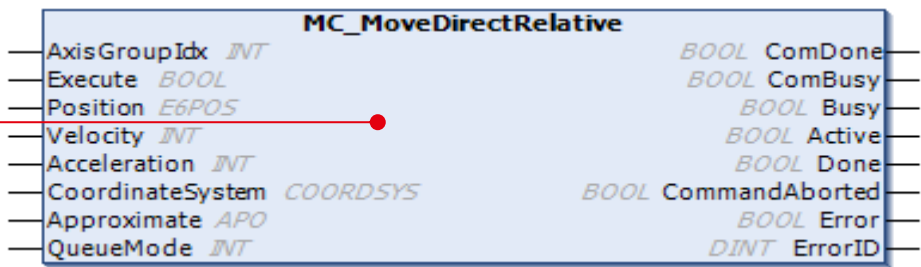 MC_MoveDirectRelative
AxisGroupIdx INT BOOL ComDone
Execute BOOL BOOL ComBusy
Position E6POS BOOL Busy
Velocity INT BOOL Active
Acceleration INT BOOL Done
CoordinateSystem COORDSYS BOOL CommandAborted
Approximate APO BOOL Error
QueueMode INT DINT ErrorID